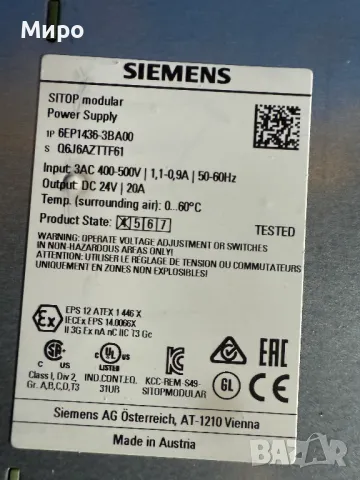 Миро
SIEMENS
SITOP modular
Power Supply
1P 6EP1436-3BA00
S Q6J6AZTTF61
Input: 3AC 400-500V | 1,1-0,9A | 50-60Hz
Output: DC 24V | 20A
Temp. (surrounding air): 0...60°C
Product State: X 5 6 7 TESTED
WARNING: OPERATE VOLTAGE ADJUSTMENT OR SWITCHES
IN NON-HAZARDOUS AREAS ONLY!
ATTENTION: UTILISER LE REGLAGE DE TENSION OU COMMUTATEURS
UNIQUEMENT DANS DES ZONES NON EXPLOSIBLES!
Ex
EPS 12 ATEX 1 446 X
IECEx EPS 14.0066X
II 3G Ex nA nC IIC T3 Gc
Class I, Div 2,
Gr. A,B,C,D,T3
IND.CONT.EQ.
31UB
KCC-REM-S49-
SITOPMODULAR
GL
CE
EAC
Siemens AG Österreich, AT-1210 Vienna
Made in Austria
BAZAR